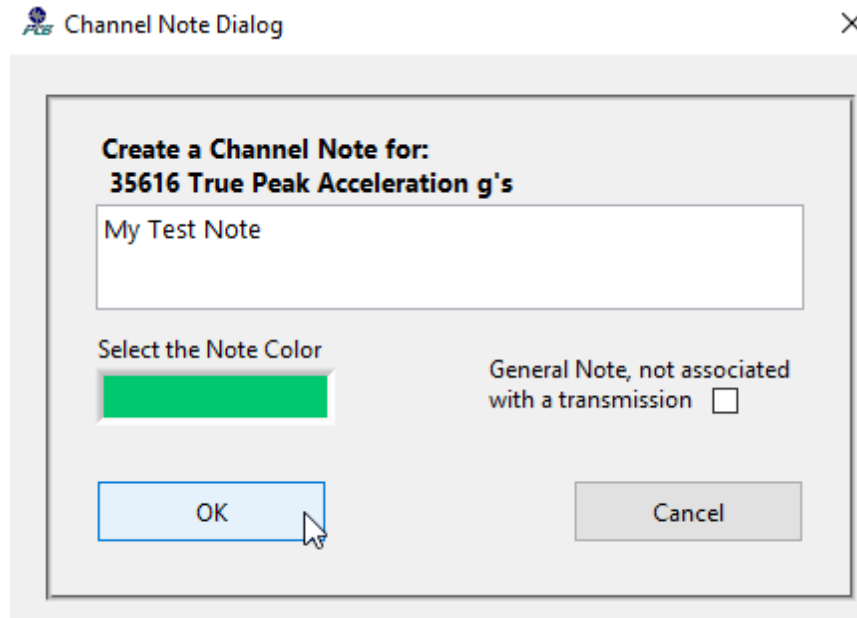 PCB Channel Note Dialog
Create a Channel Note for:
35616 True Peak Acceleration g's
My Test Note
Select the Note Color
General Note, not associated
with a transmission
OK
Cancel